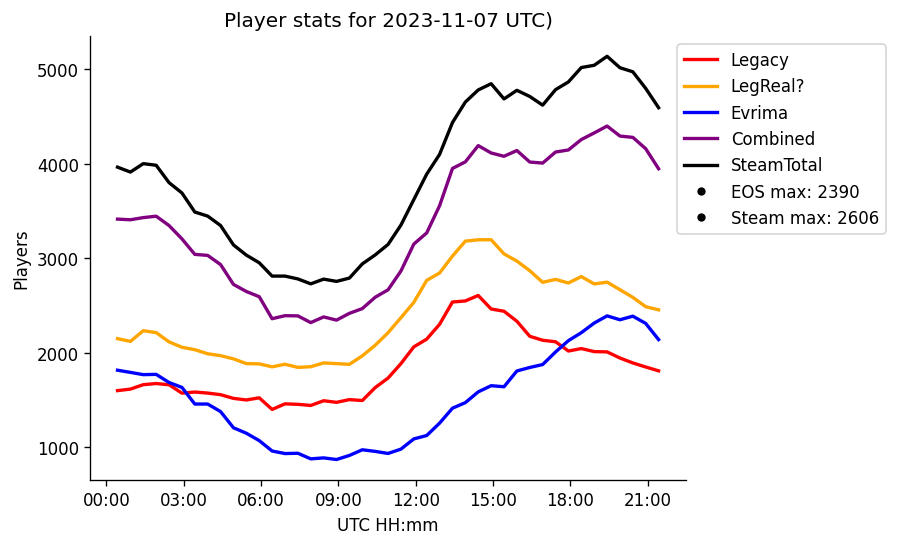 Player stats for 2023-11-07 UTC)
5000
4000
3000
2000
1000
Players
00:00 03:00 06:00 09:00 12:00 15:00 18:00 21:00
UTC HH:mm
Legacy
LegReal?
Evrima
Combined
SteamTotal
EOS max: 2390
Steam max: 2606